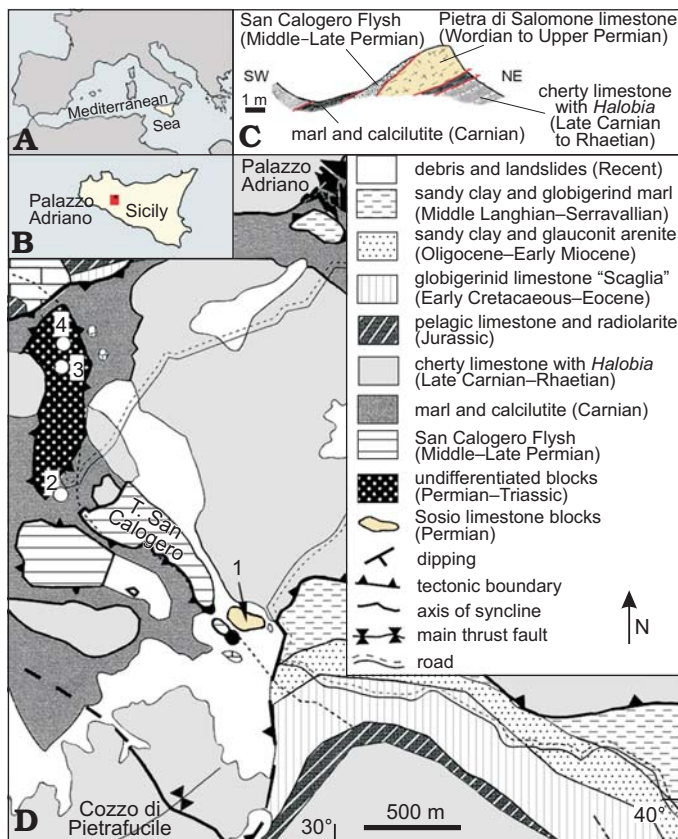 Mediterranean
Sea
A
Palazzo
Adriano
Sicily
B
San Calogero Flysh
(Middle–Late Permian)
Pietra di Salomone limestone
(Wordian to Upper Permian)
SW
NE
1 m
cherty limestone
with Halobia
(Late Carnian
to Rhaetian)
marl and calcilutite (Carnian)
C
Palazzo
Adriano
4
3
2
T. San
Calogero
1
Cozzo di
Pietrafucile
D
30°
500 m
40°
debris and landslides (Recent)
sandy clay and globigerind marl
(Middle Langhian–Serravallian)
sandy clay and glauconit arenite
(Oligocene–Early Miocene)
globigerinid limestone “Scaglia”
(Early Cretacaeous–Eocene)
pelagic limestone and radiolarite
(Jurassic)
cherty limestone with Halobia
(Late Carnian–Rhaetian)
marl and calcilutite (Carnian)
San Calogero Flysh
(Middle–Late Permian)
undifferentiated blocks
(Permian–Triassic)
Sosio limestone blocks
(Permian)
dipping
tectonic boundary
axis of syncline
main thrust fault
road
N